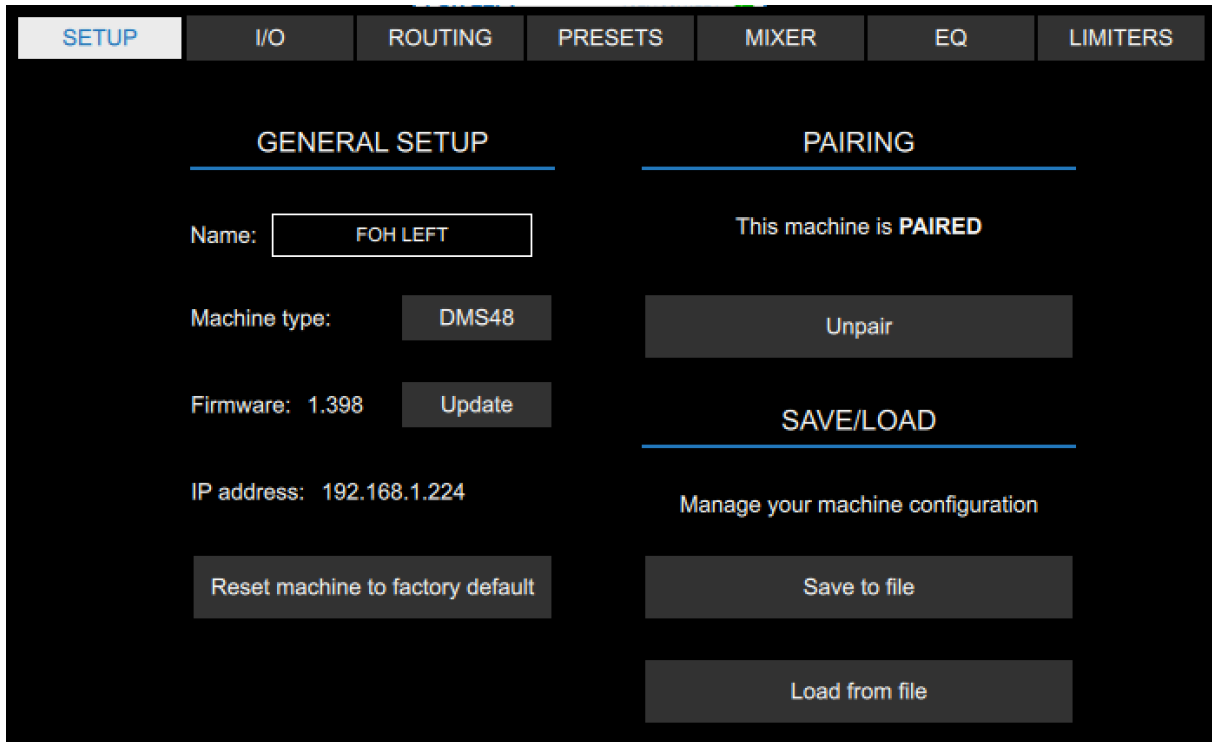 SETUP I/O ROUTING PRESETS MIXER EQ LIMITERS
GENERAL SETUP
Name: FOH LEFT
Machine type: DMS48
Firmware: 1.398 Update
IP address: 192.168.1.224
Reset machine to factory default
PAIRING
This machine is PAIRED
Unpair
SAVE/LOAD
Manage your machine configuration
Save to file
Load from file